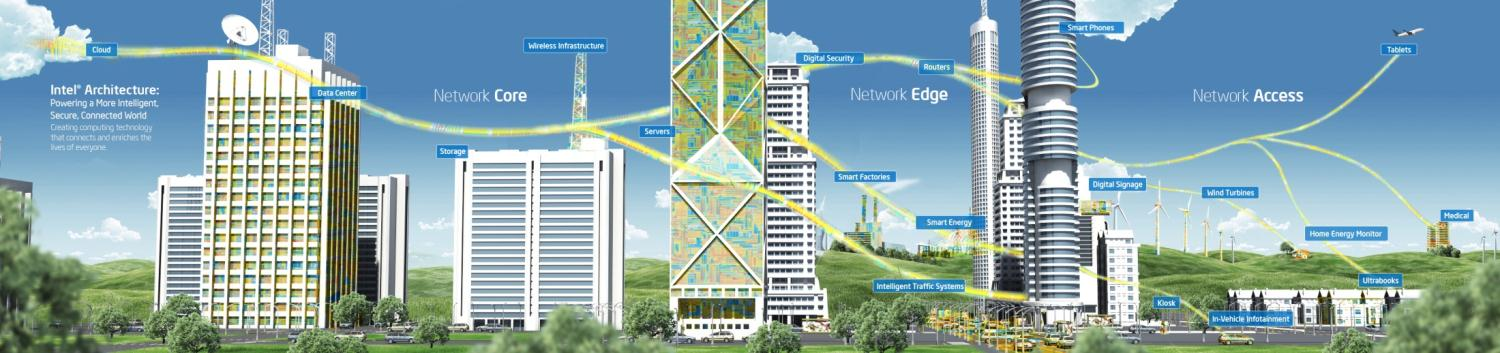 Cloud
Intel® Architecture:
Powering a More Intelligent,
Secure, Connected World
Creating computing technology
that connects and enriches the
lives of everyone.
Data Center
Network Core
Wireless Infrastructure
Storage
Servers
Digital Security
Routers
Network Edge
Smart Factories
Smart Energy
Intelligent Traffic Systems
Smart Phones
Network Access
Tablets
Digital Signage
Wind Turbines
Home Energy Monitor
Medical
Ultrabooks
Kiosk
In-Vehicle Infotainment